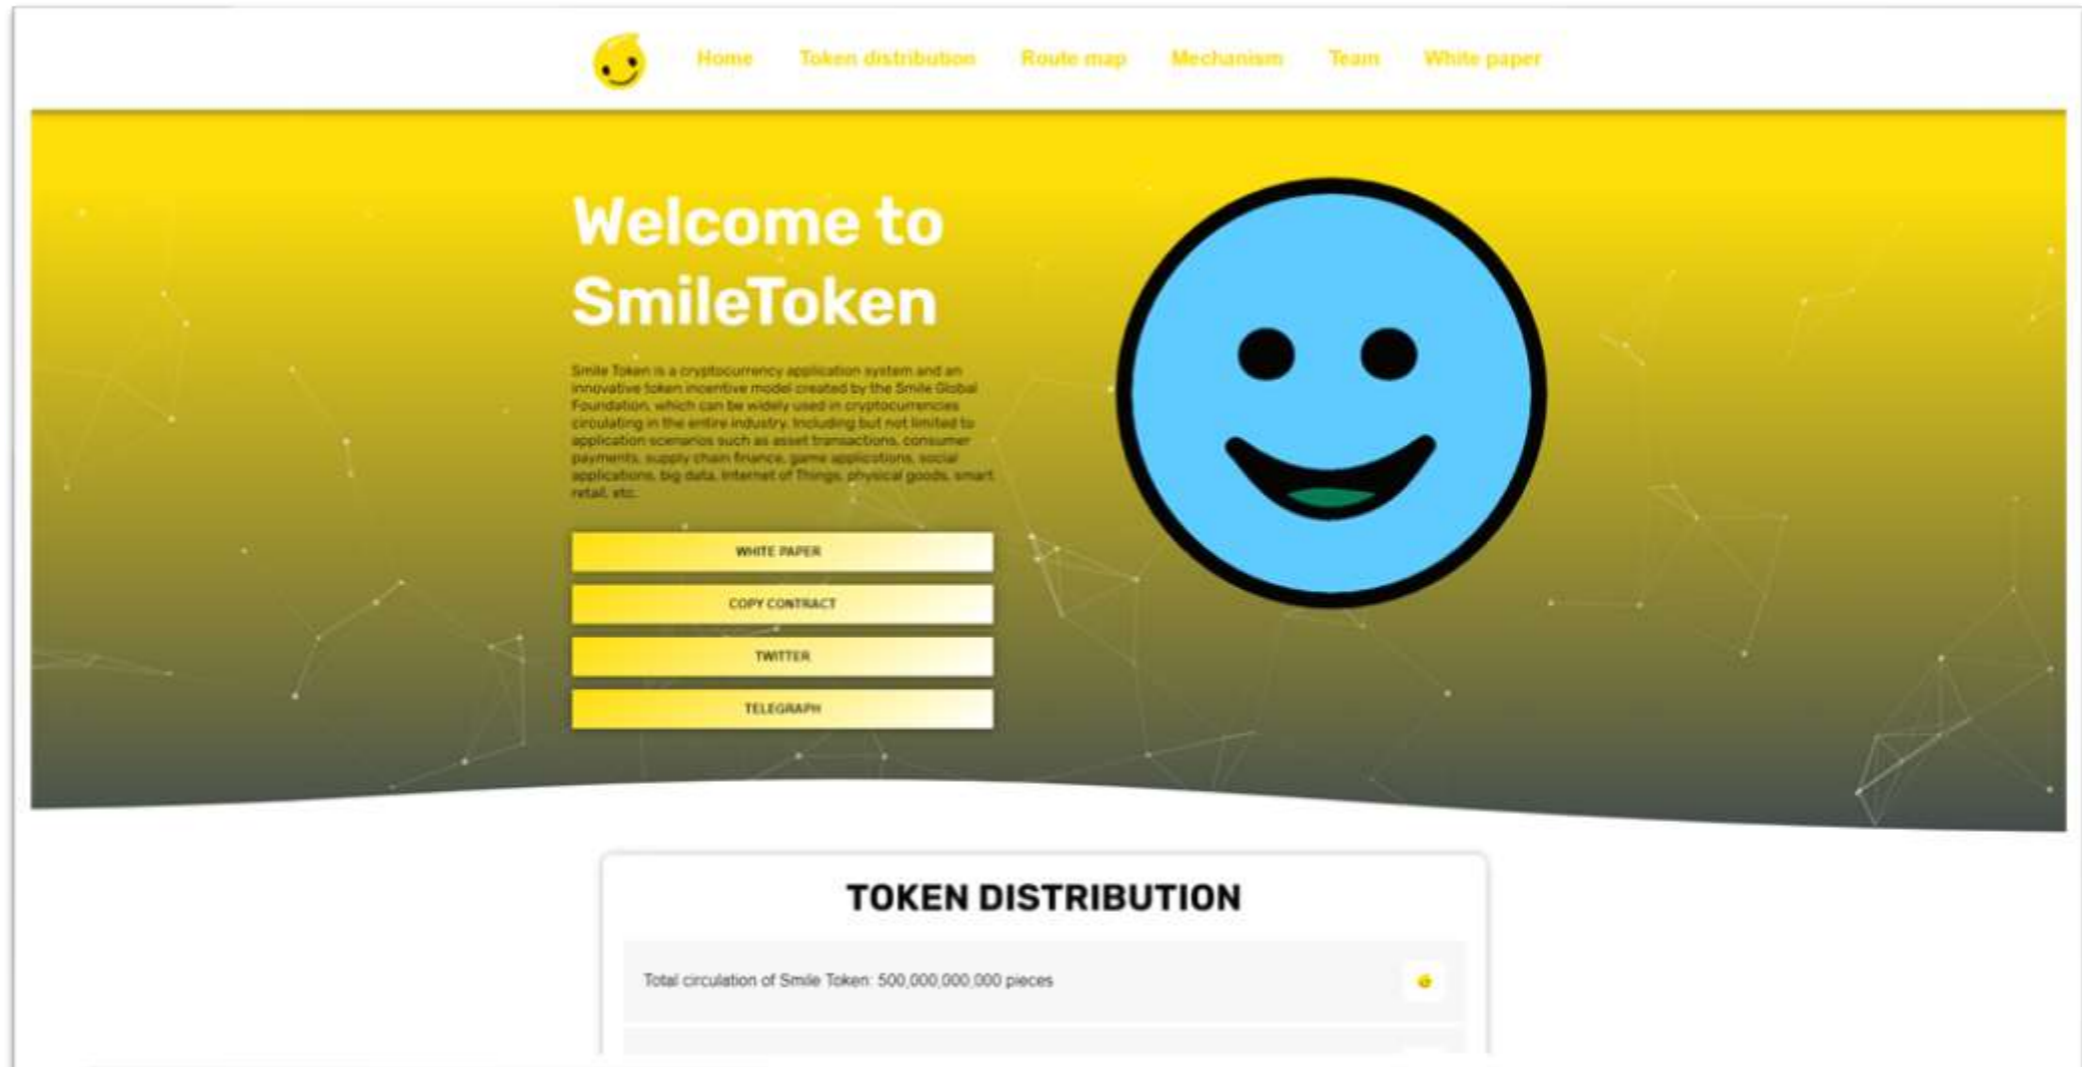 Home Token distribution Route map Mechanism Team White paper
Welcome to
SmileToken
Smile Token is a cryptocurrency application system and an
innovative token incentive model created by the Smile Global
Foundation, which can be widely used in cryptocurrencies
circulating in the entire industry. Including but not limited to
application scenarios such as asset transactions, consumer
payments, supply chain finance, game applications, social
applications, big data, Internet of Things, physical goods, smart
retail, etc.
WHITE PAPER
COPY CONTRACT
TWITTER
TELEGRAPH
TOKEN DISTRIBUTION
Total circulation of Smile Token: 500,000,000,000 pieces